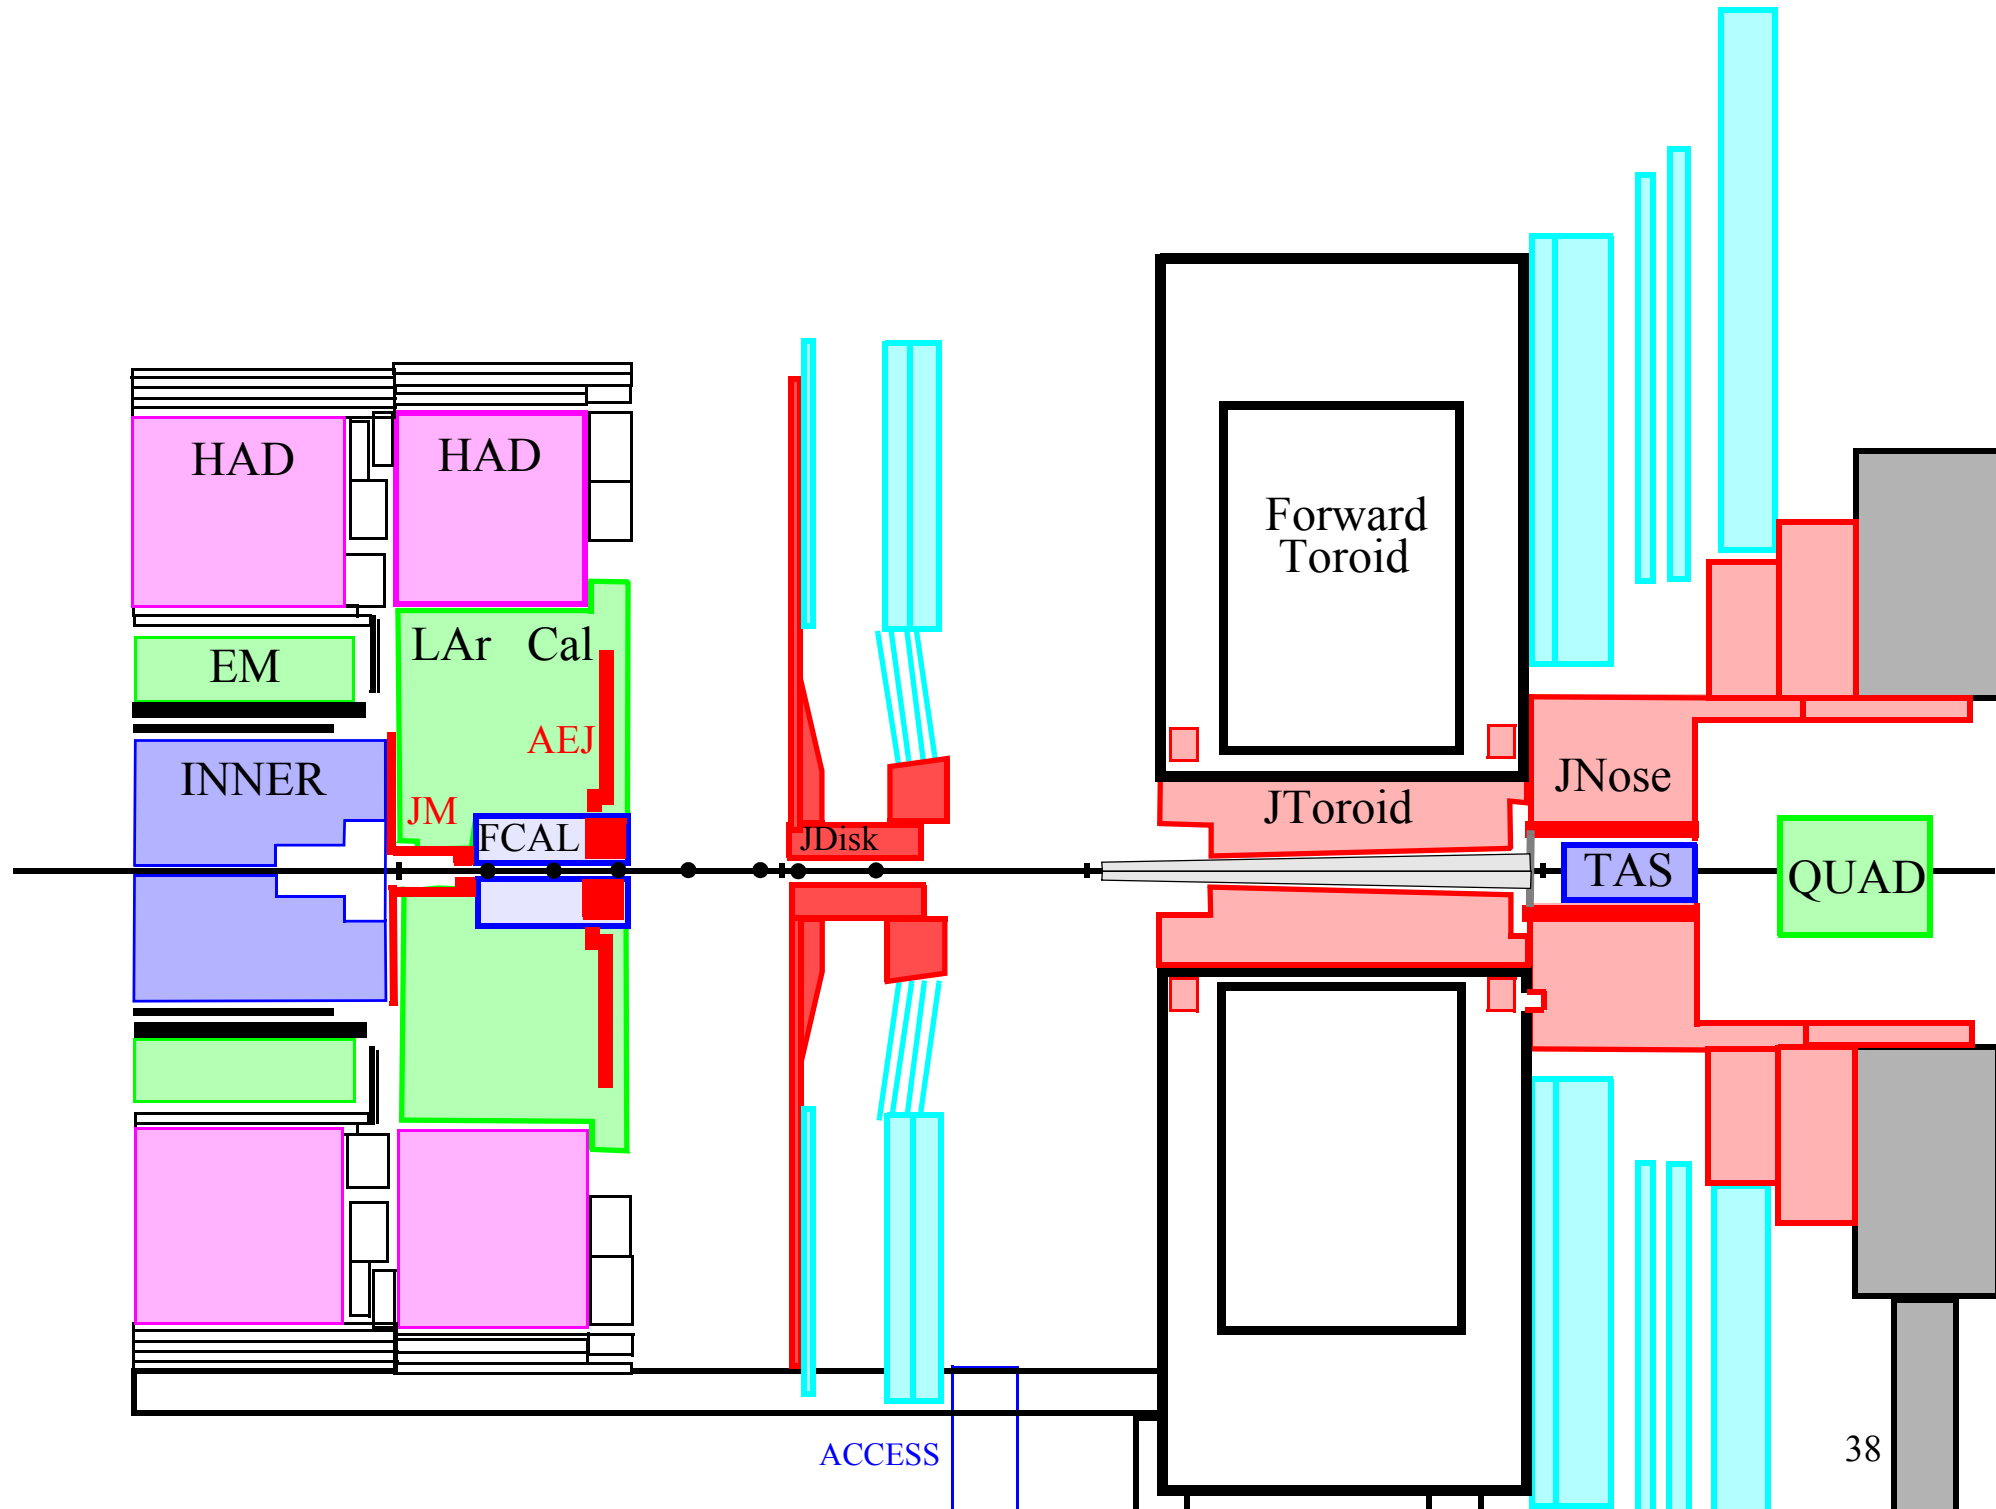 HAD
HAD
Forward
Toroid
LAr Cal
EM
AEJ
INNER
JNose
JM
JToroid
FCAL
JDisk
TAS
QUAD
ACCESS
38